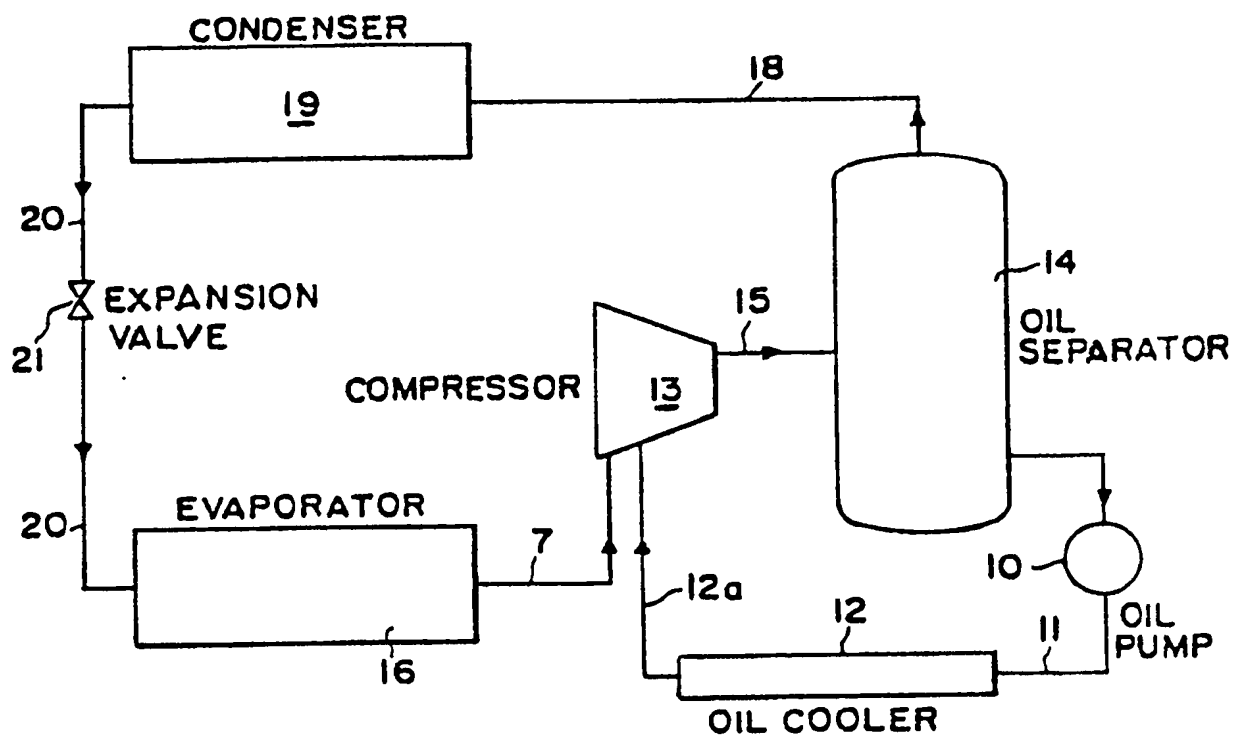 CONDENSER
18
19
20
14
EXPANSION
VALVE
21
15
OIL
SEPARATOR
COMPRESSOR
13
EVAPORATOR
20
7
10
12a
12
11
OIL
PUMP
16
OIL COOLER